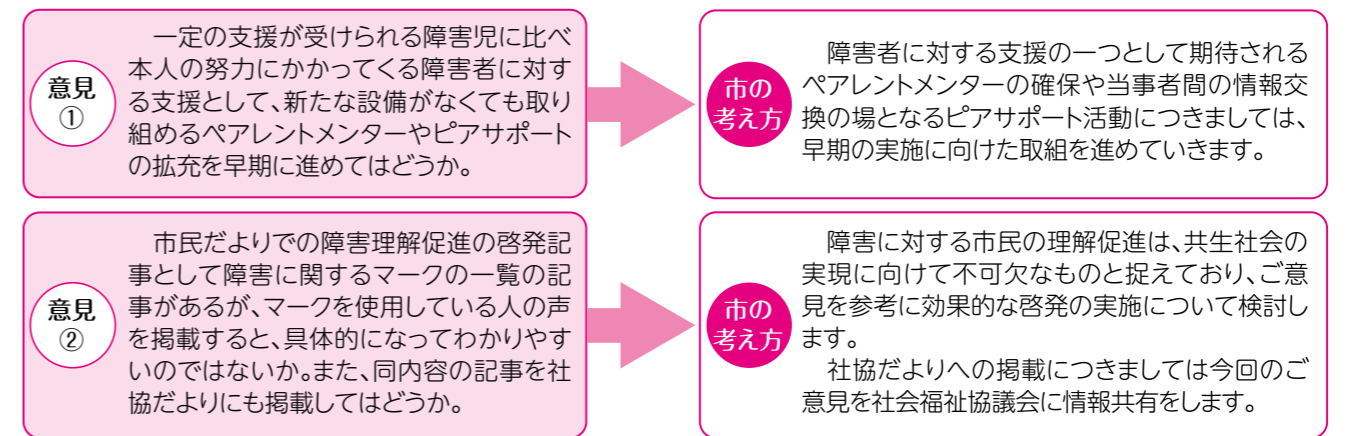 意見
①
一定の支援が受けられる障害児に比べ
本人の努力にかかってくる障害者に対す
る支援として、新たな設備がなくても取り
組めるペアレントメンターやピアサポート
の拡充を早期に進めてはどうか。
市の
考え方
障害者に対する支援の一つとして期待される
ペアレントメンターの確保や当事者間の情報交
換の場となるピアサポート活動につきましては、
早期の実施に向けた取組を進めていきます。
意見
②
市民だよりでの障害理解促進の啓発記
事として障害に関するマークの一覧の記
事があるが、マークを使用している人の声
を掲載すると、具体的になってわかりやす
いのではないか。また、同内容の記事を社
協だよりにも掲載してはどうか。
市の
考え方
障害に対する市民の理解促進は、共生社会の
実現に向けて不可欠なものと捉えており、ご意
見を参考に効果的な啓発の実施について検討し
ます。
社協だよりへの掲載につきましては今回のご
意見を社会福祉協議会に情報共有をします。